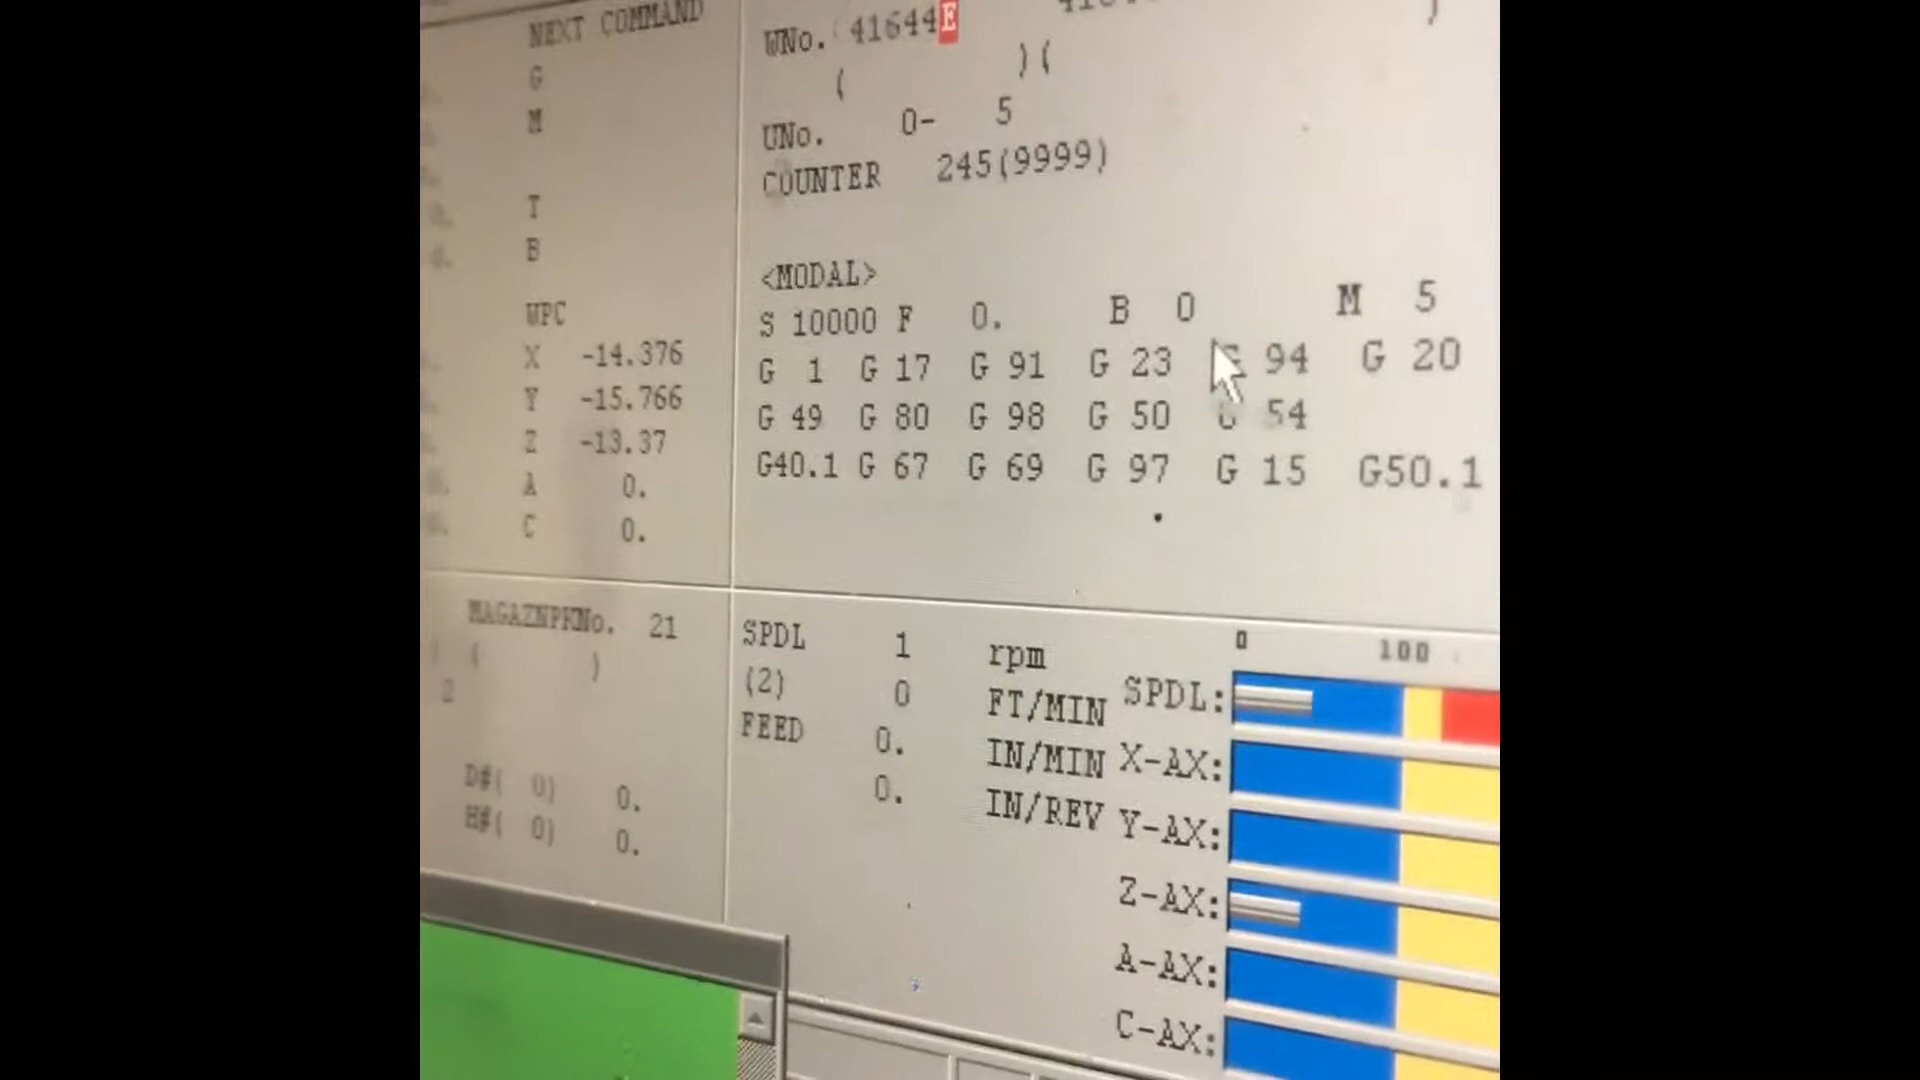 NEXT COMMAND
G
M
T
B
WPC
X -14.376
Y -15.766
Z -13.37
A 0.
C 0.
MAGAZNPKNo. 21
( )
2
D#( 0) 0.
H#( 0) 0.
WNo. (41644E )
( )(
UNo. 0- 5
COUNTER 245(9999)
<MODAL>
S 10000 F 0. B 0 M 5
G 1 G 17 G 91 G 23 G 94 G 20
G 49 G 80 G 98 G 50 G 54
G40.1 G 67 G 69 G 97 G 15 G50.1
SPDL 1 rpm
(2) 0 FT/MIN
FEED 0. IN/MIN
0. IN/REV
0 100
SPDL:
X-AX:
Y-AX:
Z-AX:
A-AX:
C-AX: